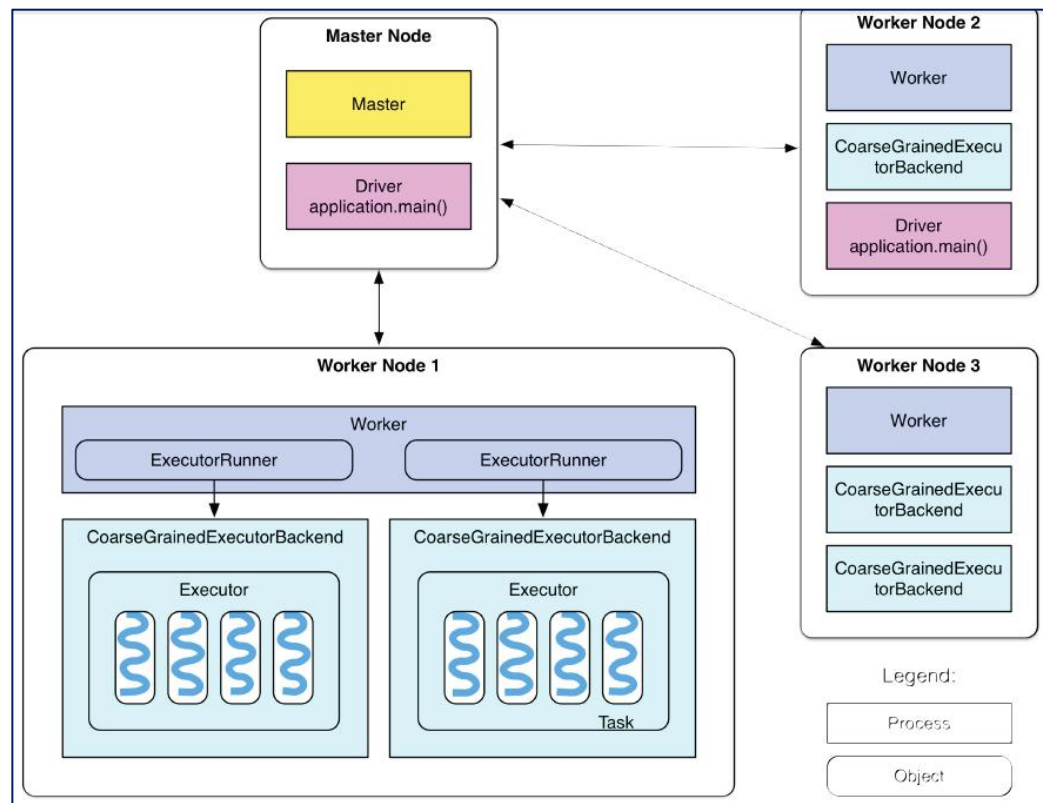 Master Node
Master
Driver
application.main()
Worker Node 2
Worker
CoarseGrainedExecu
torBackend
Driver
application.main()
Worker Node 1
Worker
ExecutorRunner
ExecutorRunner
CoarseGrainedExecutorBackend
Executor
CoarseGrainedExecutorBackend
Executor
Task
Worker Node 3
Worker
CoarseGrainedExecu
torBackend
CoarseGrainedExecu
torBackend
Legend:
Process
Object